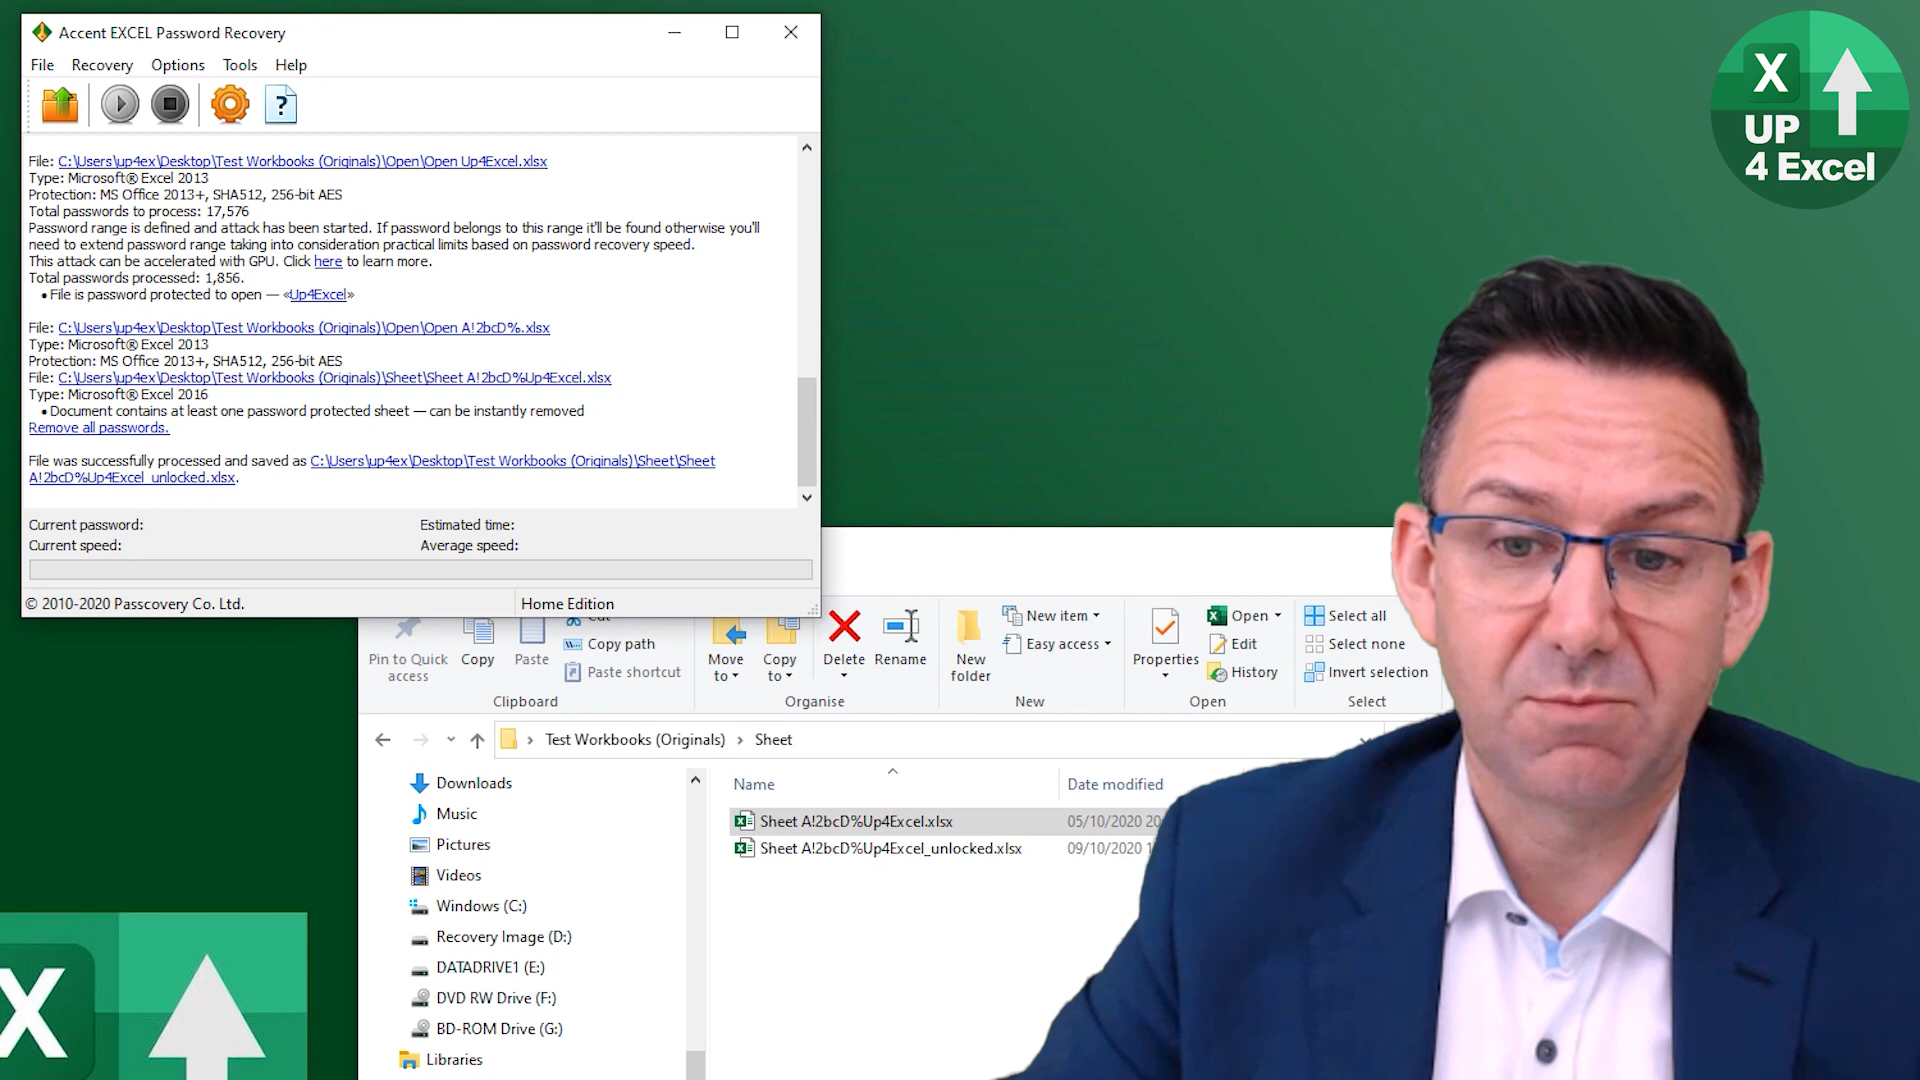 Accent EXCEL Password Recovery
File Recovery Options Tools Help
File: C:\Users\up4ex\Desktop\Test Workbooks (Originals)\Open\Open Up4Excel.xlsx
Type: Microsoft® Excel 2013
Protection: MS Office 2013+, SHA512, 256-bit AES
Total passwords to process: 17,576
Password range is defined and attack has been started. If password belongs to this range it'll be found otherwise you'll
need to extend password range taking into consideration practical limits based on password recovery speed.
This attack can be accelerated with GPU. Click here to learn more.
Total passwords processed: 1,856.
• File is password protected to open — «Up4Excel»
File: C:\Users\up4ex\Desktop\Test Workbooks (Originals)\Open\Open A!2bcD%.xlsx
Type: Microsoft® Excel 2013
Protection: MS Office 2013+, SHA512, 256-bit AES
File: C:\Users\up4ex\Desktop\Test Workbooks (Originals)\Sheet\Sheet A!2bcD%Up4Excel.xlsx
Type: Microsoft® Excel 2016
• Document contains at least one password protected sheet — can be instantly removed
Remove all passwords.
File was successfully processed and saved as C:\Users\up4ex\Desktop\Test Workbooks (Originals)\Sheet\Sheet
A!2bcD%Up4Excel_unlocked.xlsx.
Current password: Estimated time:
Current speed: Average speed:
© 2010-2020 Passcovery Co. Ltd. Home Edition
X
UP
4 Excel
Cut
Copy path
Paste shortcut
Pin to Quick
access
Copy
Paste
Clipboard
Move
to
Copy
to
Delete
Rename
Organise
New
folder
New item
Easy access
New
Properties
Open
Edit
History
Open
Select all
Select none
Invert selection
Select
Test Workbooks (Originals) › Sheet
Downloads
Music
Pictures
Videos
Windows (C:)
Recovery Image (D:)
DATADRIVE1 (E:)
DVD RW Drive (F:)
BD-ROM Drive (G:)
Libraries
Name Date modified
Sheet A!2bcD%Up4Excel.xlsx 05/10/2020 20
Sheet A!2bcD%Up4Excel_unlocked.xlsx 09/10/2020 1
X